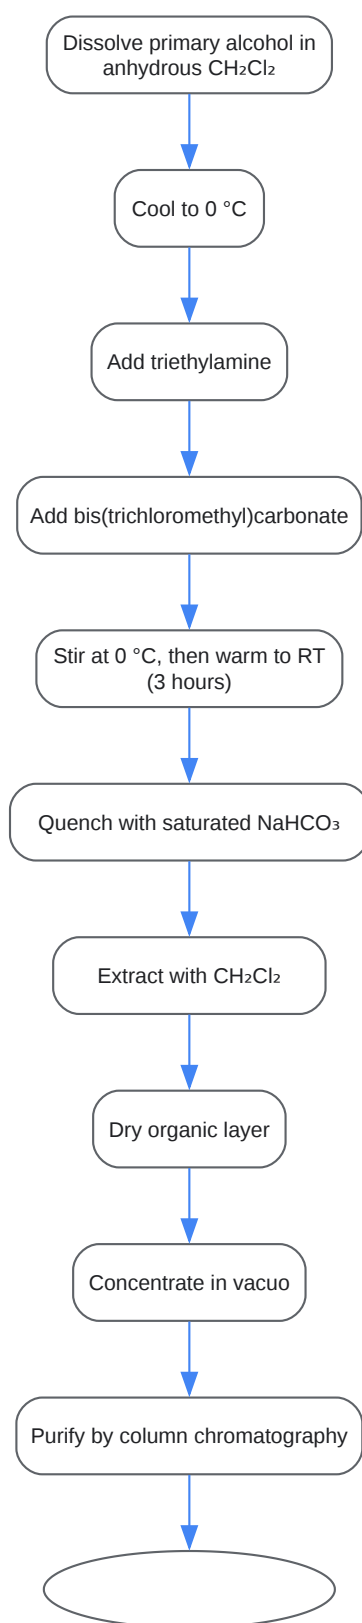 Dissolve primary alcohol in
anhydrous CH₂Cl₂
Cool to 0 °C
Add triethylamine
Add bis(trichloromethyl)carbonate
Stir at 0 °C, then warm to RT
(3 hours)
Quench with saturated NaHCO₃
Extract with CH₂Cl₂
Dry organic layer
Concentrate in vacuo
Purify by column chromatography